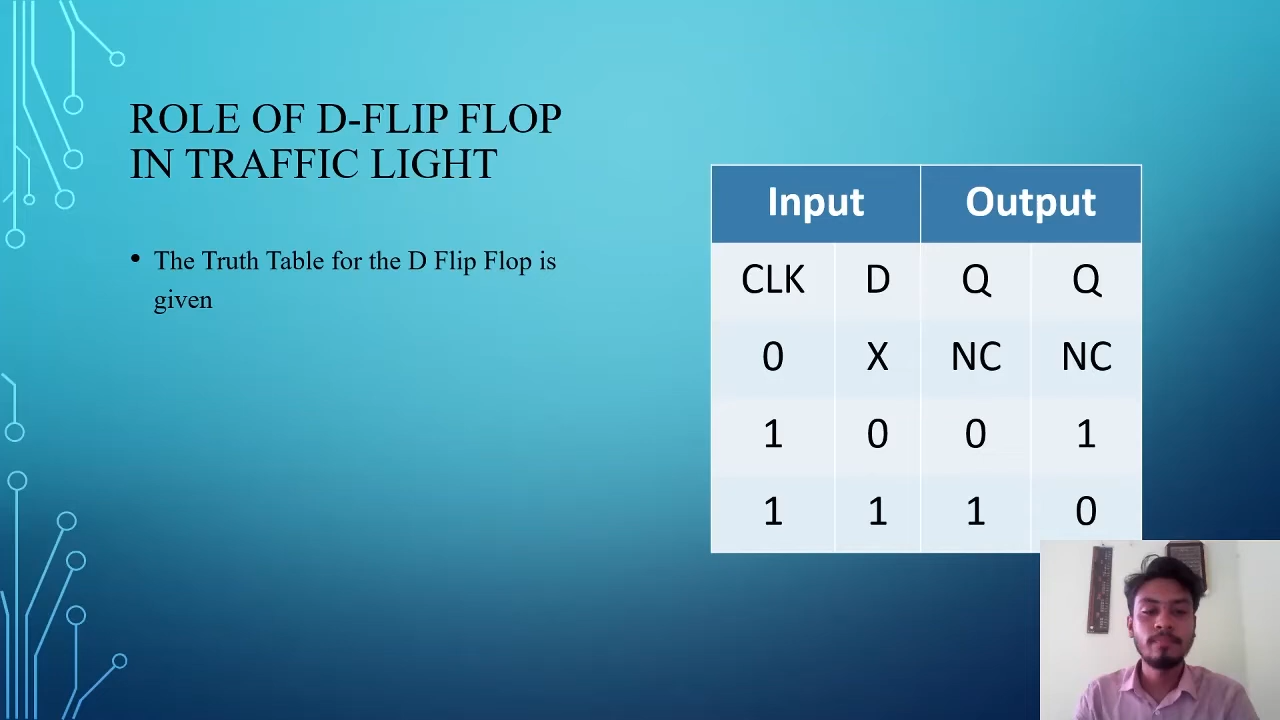 ROLE OF D-FLIP FLOP
IN TRAFFIC LIGHT
• The Truth Table for the D Flip Flop is
given
Input Output
CLK D Q Q
0 X NC NC
1 0 0 1
1 1 1 0